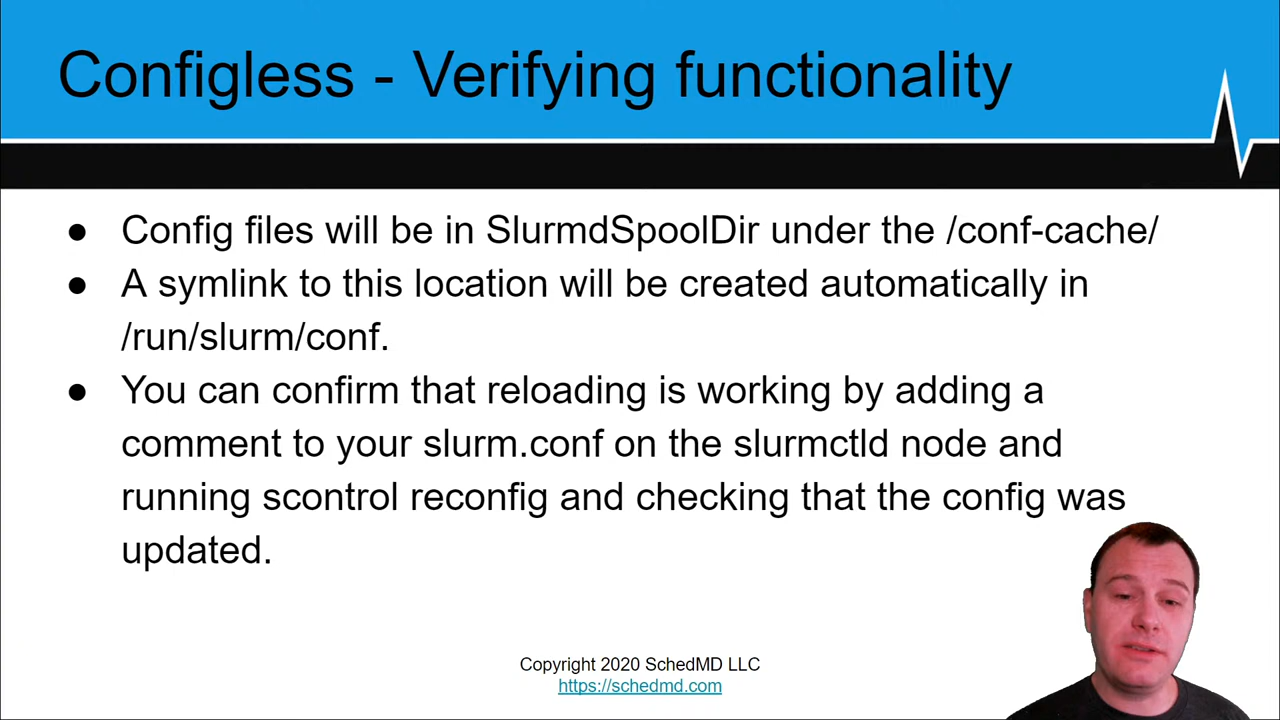 Configless - Verifying functionality
● Config files will be in SlurmdSpoolDir under the /conf-cache/
● A symlink to this location will be created automatically in
/run/slurm/conf.
● You can confirm that reloading is working by adding a
comment to your slurm.conf on the slurmctld node and
running scontrol reconfig and checking that the config was
updated.
Copyright 2020 SchedMD LLC
https://schedmd.com